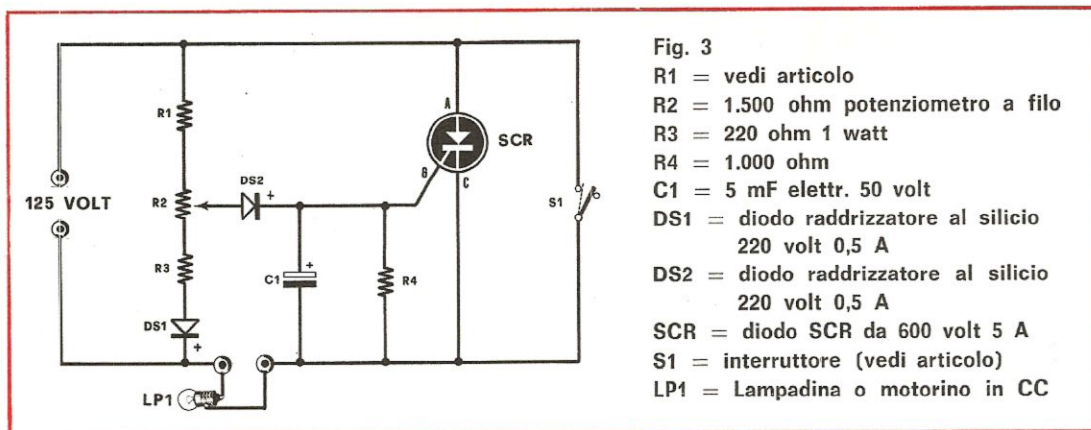 125 VOLT
R1
R2
R3
DS1
+
DS2
+
C1
+
R4
A
G
C
SCR
S1
LP1
Fig. 3
R1 = vedi articolo
R2 = 1.500 ohm potenziometro a filo
R3 = 220 ohm 1 watt
R4 = 1.000 ohm
C1 = 5 mF elettr. 50 volt
DS1 = diodo raddrizzatore al silicio
220 volt 0,5 A
DS2 = diodo raddrizzatore al silicio
220 volt 0,5 A
SCR = diodo SCR da 600 volt 5 A
S1 = interruttore (vedi articolo)
LP1 = Lampadina o motorino in CC